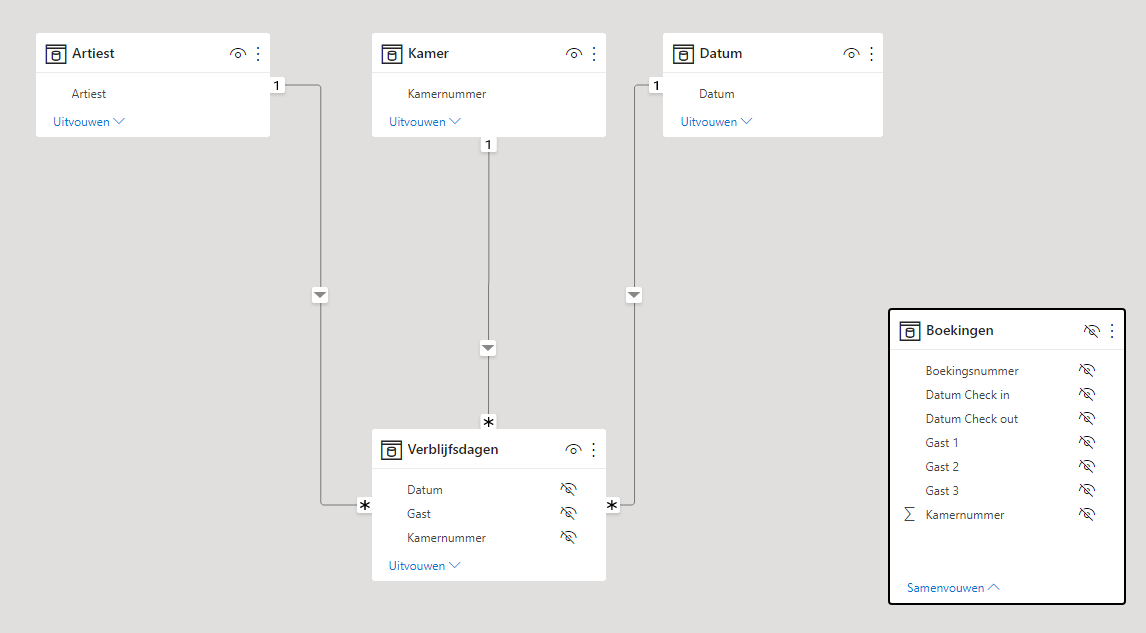 Artiest
Artiest
Uitvouwen
1
Kamer
Kamernummer
Uitvouwen
1
Datum
Datum
Uitvouwen
1
Verblijfsdagen
Datum
Gast
Kamernummer
Uitvouwen
*
*
*
Boekingen
Boekingsnummer
Datum Check in
Datum Check out
Gast 1
Gast 2
Gast 3
∑ Kamernummer
Samenvouwen